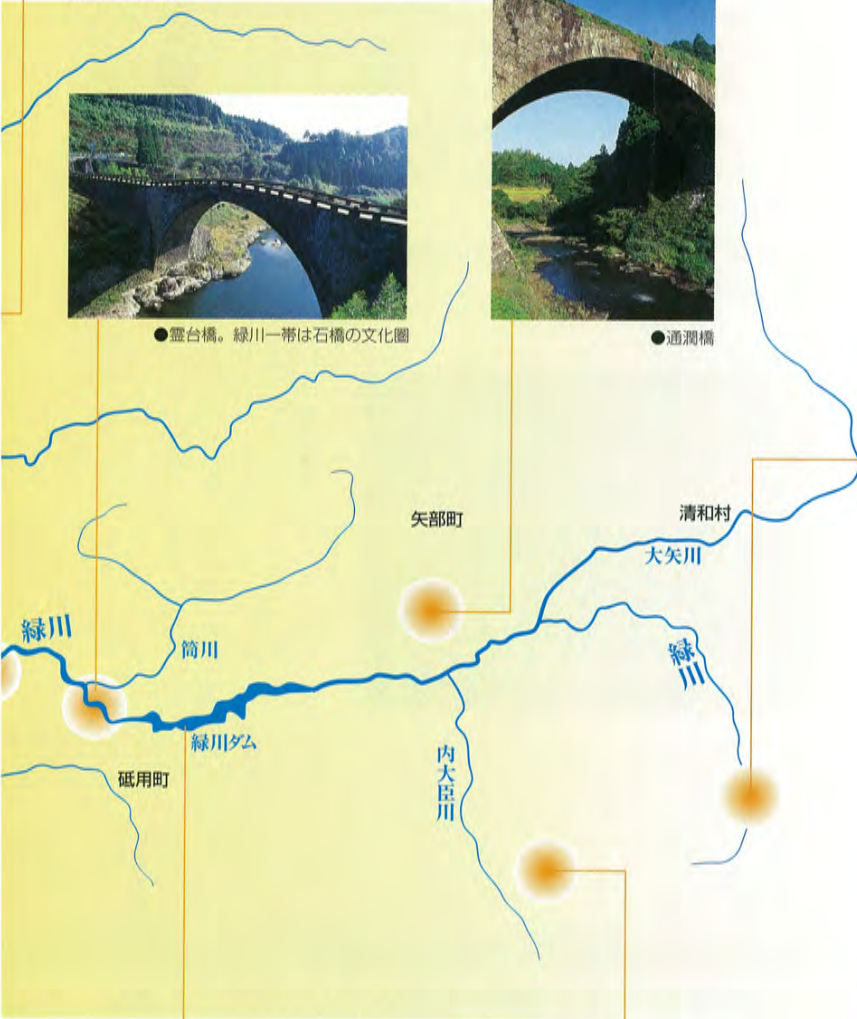 ●霊台橋。緑川一帯は石橋の文化圏
●通潤橋
矢部町
清和村
大矢川
緑川
筒川
緑川
緑川ダム
内大臣川
砥用町